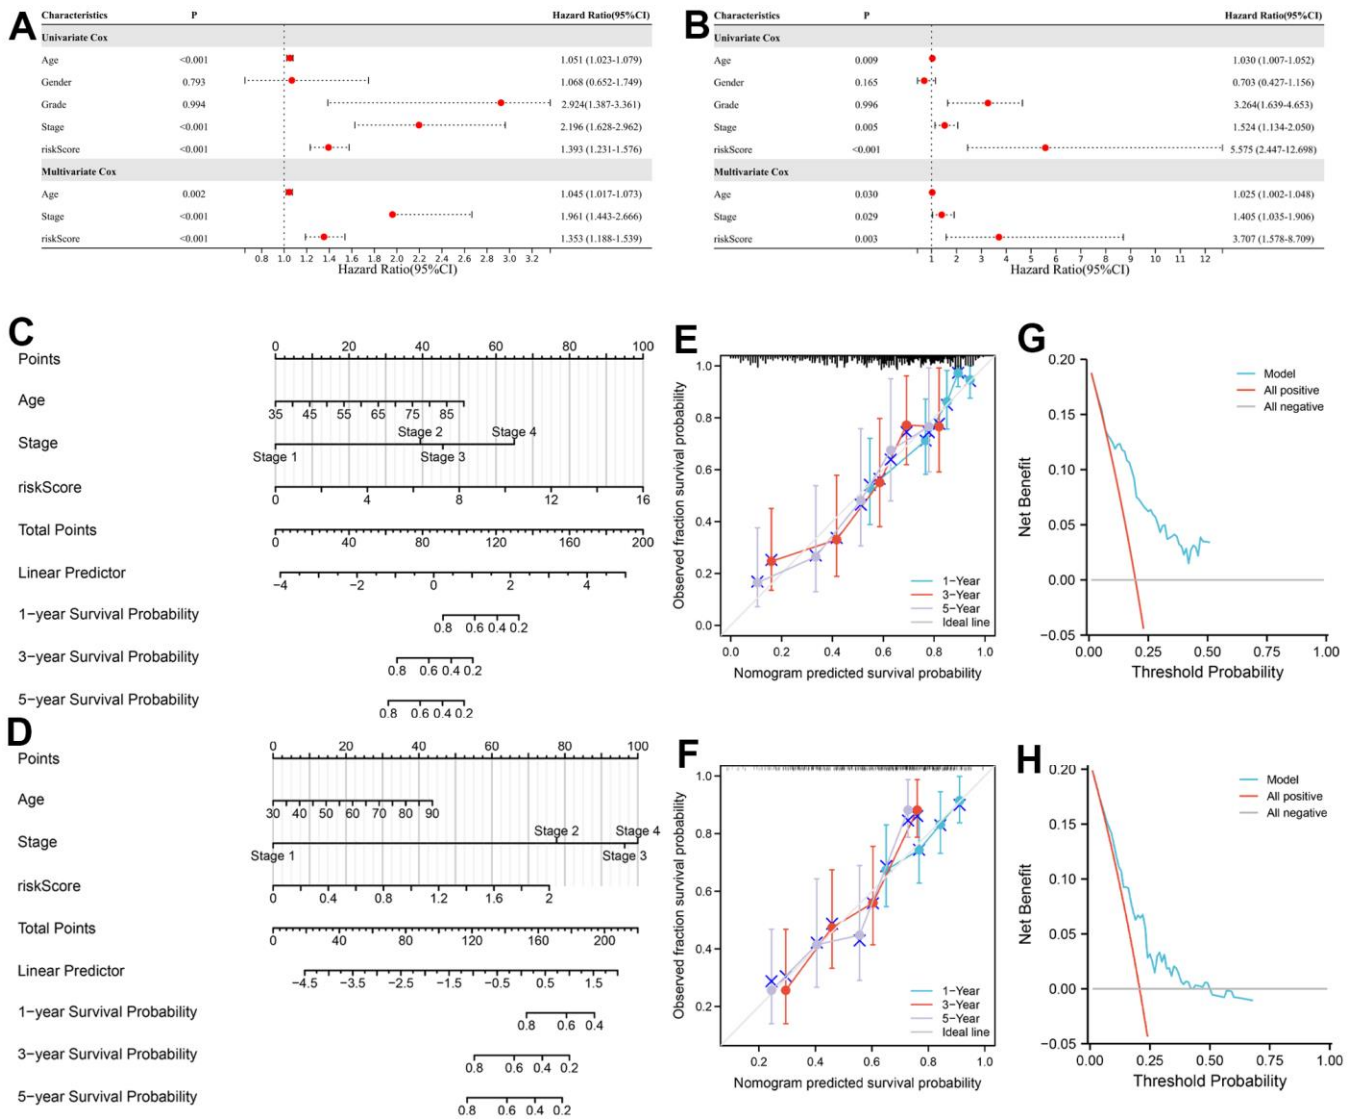 A
Characteristics P Hazard Ratio(95%CI)
Univariate Cox
Age <0.001 1.051 (1.023-1.079)
Gender 0.793 1.068 (0.652-1.749)
Grade 0.994 2.924(1.387-3.361)
Stage <0.001 2.196 (1.628-2.962)
riskScore <0.001 1.393 (1.231-1.576)
Multivariate Cox
Age 0.002 1.045 (1.017-1.073)
Stage <0.001 1.961 (1.443-2.666)
riskScore <0.001 1.353 (1.188-1.539)
0.8 1.0 1.2 1.4 1.6 1.8 2.0 2.2 2.4 2.6 2.8 3.0 3.2
Hazard Ratio(95%CI)
B
Characteristics P Hazard Ratio(95%CI)
Univariate Cox
Age 0.009 1.030 (1.007-1.052)
Gender 0.165 0.703 (0.427-1.156)
Grade 0.996 3.264(1.639-4.653)
Stage 0.005 1.524 (1.134-2.050)
riskScore <0.001 5.575 (2.447-12.698)
Multivariate Cox
Age 0.030 1.025 (1.002-1.048)
Stage 0.029 1.405 (1.035-1.906)
riskScore 0.003 3.707 (1.578-8.709)
1 2 3 4 5 6 7 8 9 10 11 12
Hazard Ratio(95%CI)
C
Points 0 20 40 60 80 100
Age
35 45 55 65 75 85
Stage
Stage 2 Stage 4
Stage 1 Stage 3
riskScore
0 4 8 12 16
Total Points
0 40 80 120 160 200
Linear Predictor
−4 −2 0 2 4
1−year Survival Probability
0.8 0.6 0.4 0.2
3−year Survival Probability
0.8 0.6 0.4 0.2
5−year Survival Probability
0.8 0.6 0.4 0.2
D
Points 0 20 40 60 80 100
Age
30 40 50 60 70 80 90
Stage
Stage 2 Stage 4
Stage 1 Stage 3
riskScore
0 0.4 0.8 1.2 1.6 2
Total Points
0 40 80 120 160 200
Linear Predictor
−4.5 −3.5 −2.5 −1.5 −0.5 0.5 1.5
1−year Survival Probability
0.8 0.6 0.4
3−year Survival Probability
0.8 0.6 0.4 0.2
5−year Survival Probability
0.8 0.6 0.4 0.2
E
Observed fraction survival probability
1.0
0.8
0.6
0.4
0.2
0.0
1-Year
3-Year
5-Year
Ideal line
0.0 0.2 0.4 0.6 0.8 1.0
Nomogram predicted survival probability
F
Observed fraction survival probability
1.0
0.8
0.6
0.4
0.2
1-Year
3-Year
5-Year
Ideal line
0.2 0.4 0.6 0.8 1.0
Nomogram predicted survival probability
G
Net Benefit
0.20
0.15
0.10
0.05
0.00
−0.05
Model
All positive
All negative
0.00 0.25 0.50 0.75 1.00
Threshold Probability
H
Net Benefit
0.20
0.15
0.10
0.05
0.00
−0.05
Model
All positive
All negative
0.00 0.25 0.50 0.75 1.00
Threshold Probability